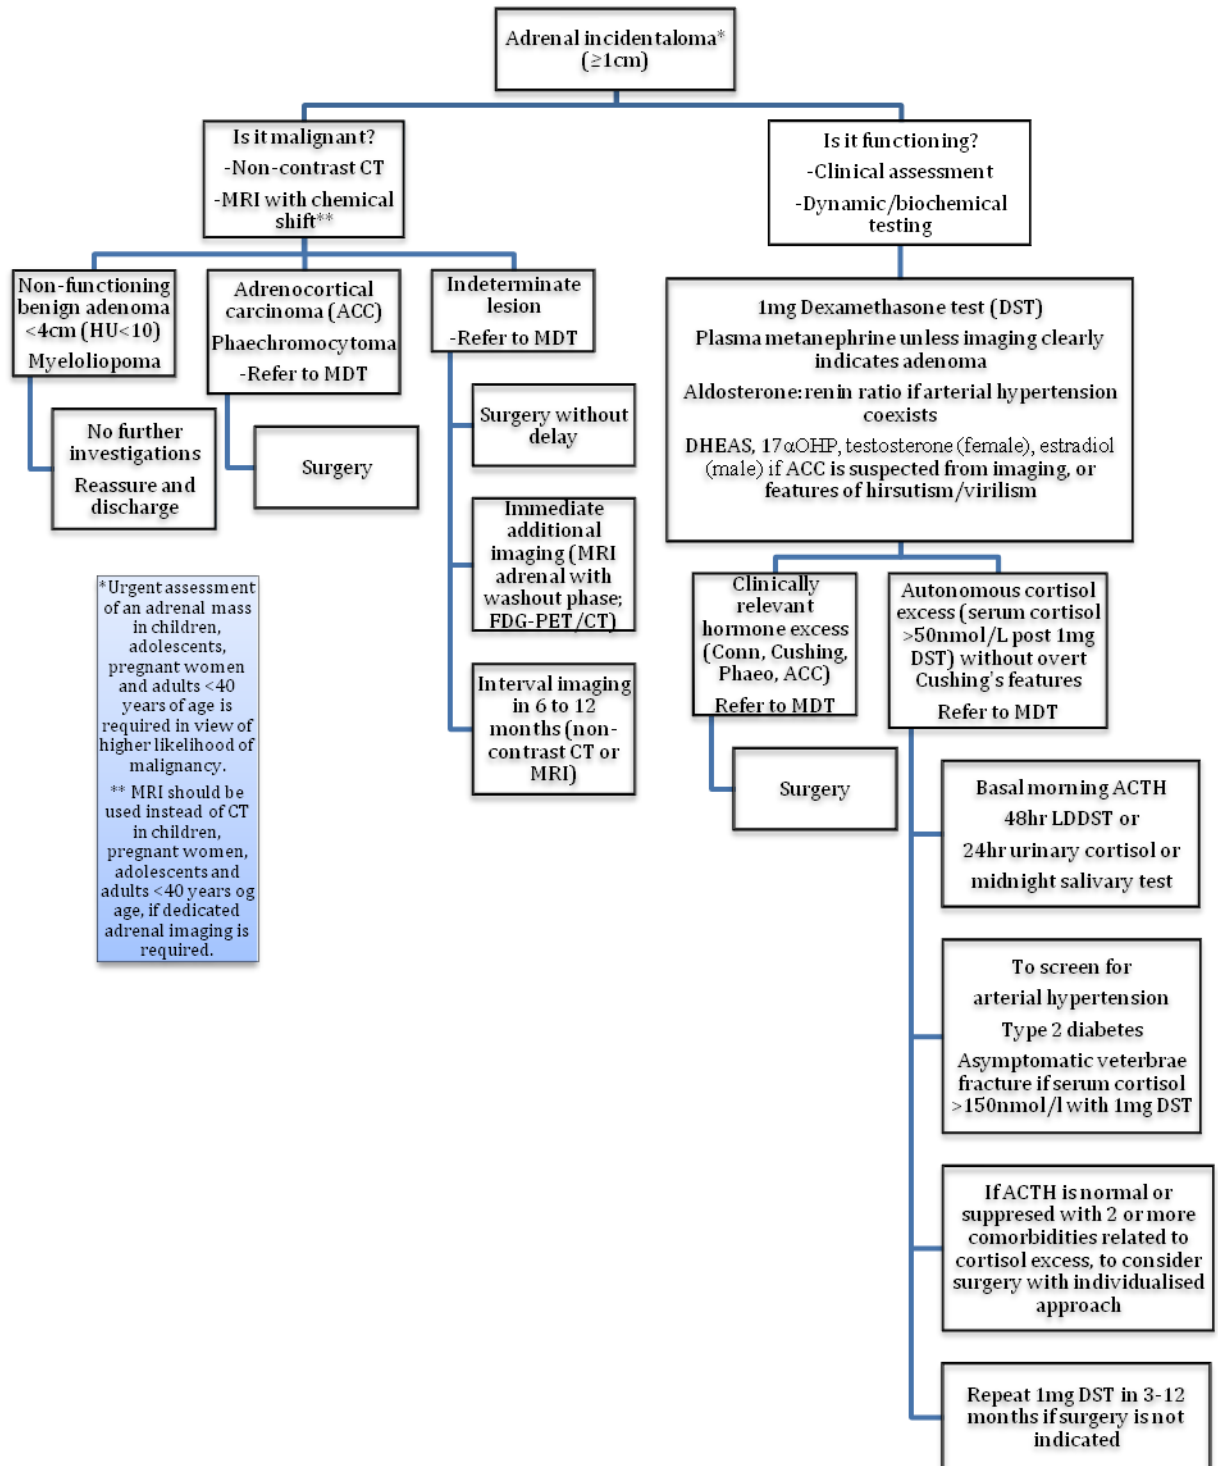 Adrenal incidentaloma*
(≥1cm)
Is it malignant?
-Non-contrast CT
-MRI with chemical
shift**
Is it functioning?
-Clinical assessment
-Dynamic/biochemical
testing
Non-functioning
benign adenoma
<4cm (HU<10)
Myeloliopoma
No further
investigations
Reassure and
discharge
Adrenocortical
carcinoma (ACC)
Phaechromocytoma
-Refer to MDT
Surgery
Indeterminate
lesion
-Refer to MDT
Surgery without
delay
Immediate
additional
imaging (MRI
adrenal with
washout phase;
FDG-PET/CT)
Interval imaging
in 6 to 12
months (non-
contrast CT or
MRI)
1mg Dexamethasone test (DST)
Plasma metanephrine unless imaging clearly
indicates adenoma
Aldosterone:renin ratio if arterial hypertension
coexists
DHEAS, 17αOHP, testosterone (female), estradiol
(male) if ACC is suspected from imaging, or
features of hirsutism/virilism
Clinically
relevant
hormone excess
(Conn, Cushing,
Phaeo, ACC)
Refer to MDT
Surgery
Autonomous cortisol
excess (serum cortisol
>50nmol/L post 1mg
DST) without overt
Cushing's features
Refer to MDT
Basal morning ACTH
48hr LDDST or
24hr urinary cortisol or
midnight salivary test
To screen for
arterial hypertension
Type 2 diabetes
Asymptomatic veterbrae
fracture if serum cortisol
>150nmol/l with 1mg DST
If ACTH is normal or
suppresed with 2 or more
comorbidities related to
cortisol excess, to consider
surgery with individualised
approach
Repeat 1mg DST in 3-12
months if surgery is not
indicated
*Urgent assessment
of an adrenal mass
in children,
adolescents,
pregnant women
and adults <40
years of age is
required in view of
higher likelihood of
malignancy.
** MRI should be
used instead of CT
in children,
pregnant women,
adolescents and
adults <40 years og
age, if dedicated
adrenal imaging is
required.